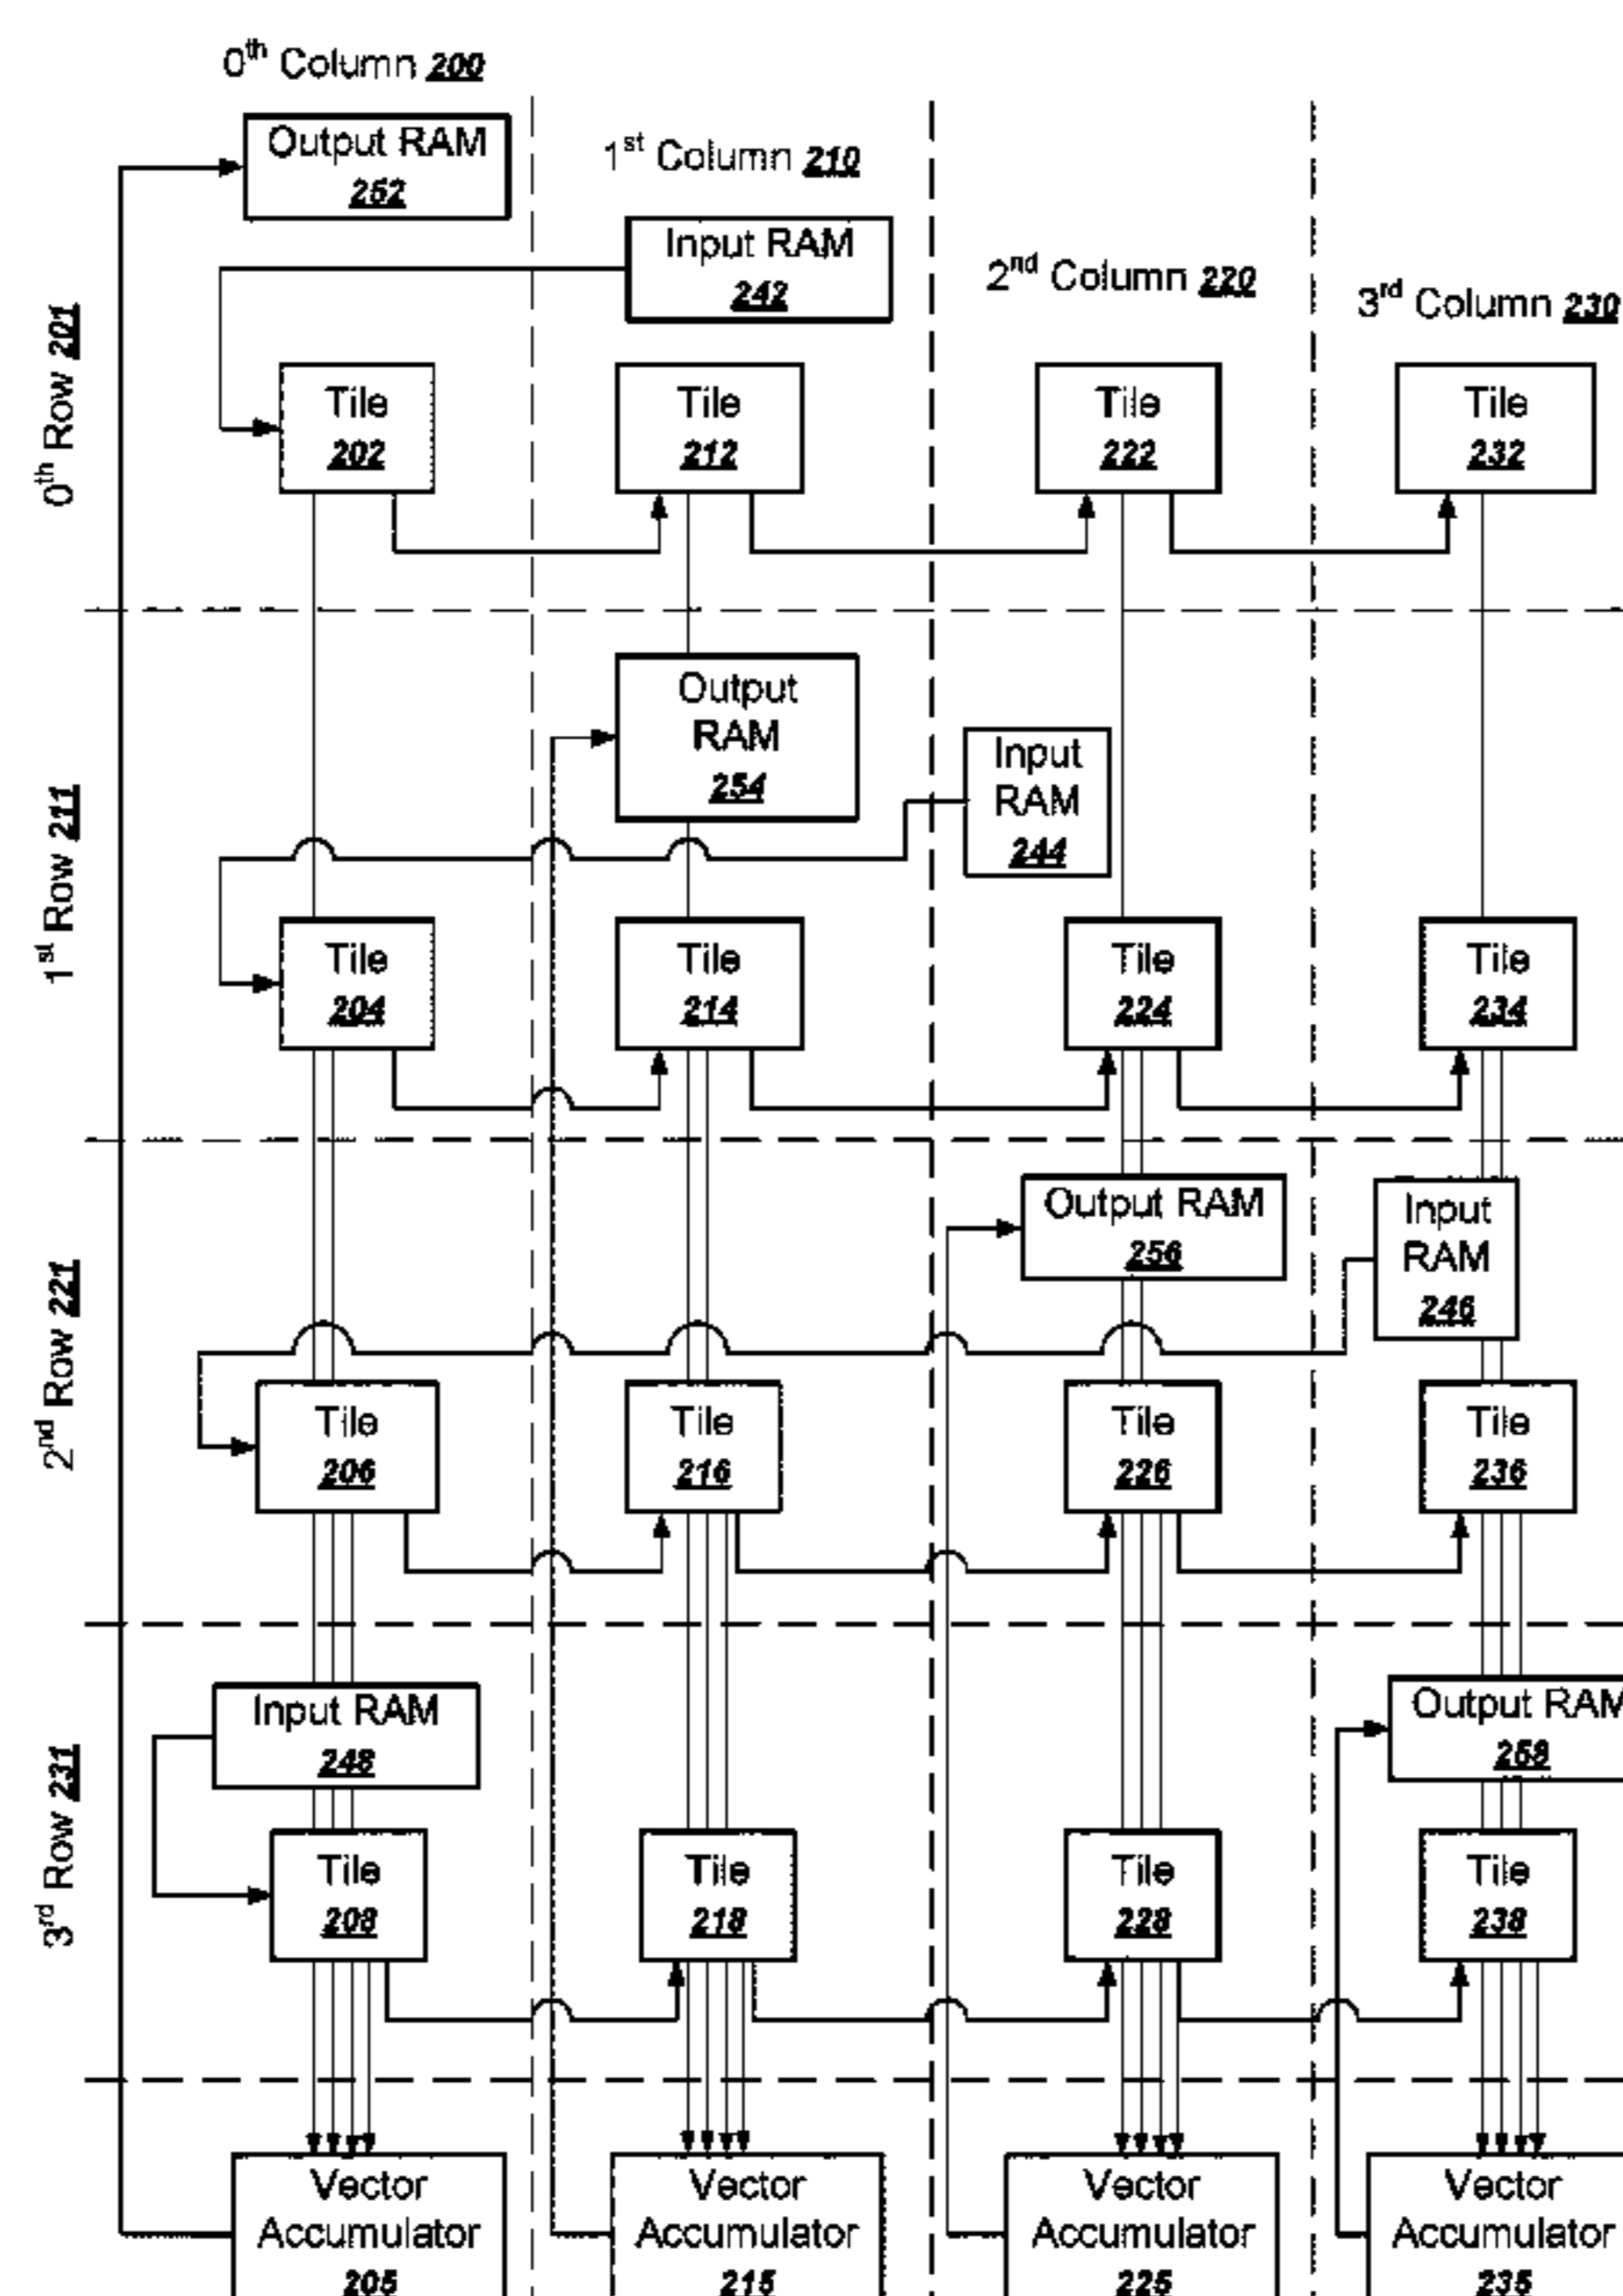 0th Column 200
Output RAM
252
1st Column 210
Input RAM
242
2nd Column 220
3rd Column 230
0th Row 201
Tile
202
Tile
212
Tile
222
Tile
232
1st Row 211
Output
RAM
254
Input
RAM
244
Tile
204
Tile
214
Tile
224
Tile
234
2nd Row 221
Output RAM
256
Input
RAM
246
Tile
206
Tile
216
Tile
226
Tile
236
3rd Row 231
Input RAM
248
Output RAM
258
Tile
208
Tile
218
Tile
228
Tile
238
Vector
Accumulator
205
Vector
Accumulator
215
Vector
Accumulator
225
Vector
Accumulator
235